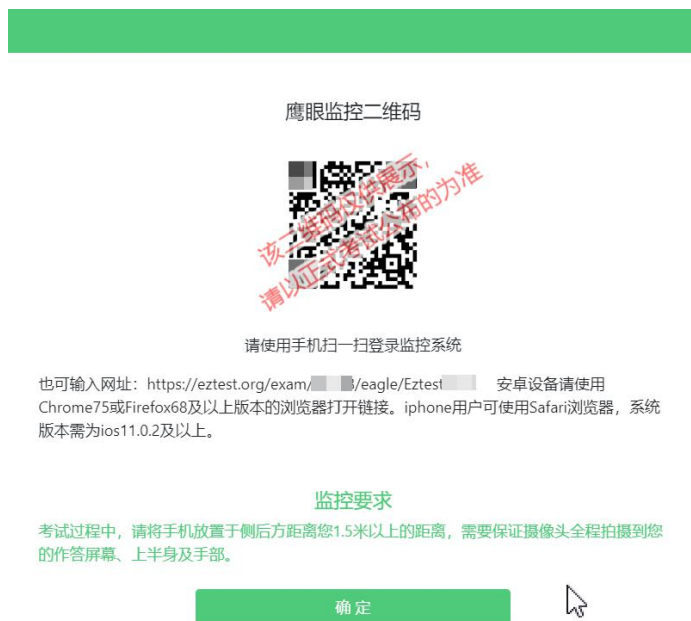 鹰眼监控二维码
该二维码仅供展示，
请以正式考试公布的为准
请使用手机扫一扫登录监控系统
也可输入网址：https://eztest.org/exam/ /eagle/Eztest 安卓设备请使用
Chrome75或Firefox68及以上版本的浏览器打开链接。iphone用户可使用Safari浏览器，系统
版本需为ios11.0.2及以上。
监控要求
考试过程中，请将手机放置于侧后方距离您1.5米以上的距离，需要保证摄像头全程拍摄到您
的作答屏幕、上半身及手部。
确定